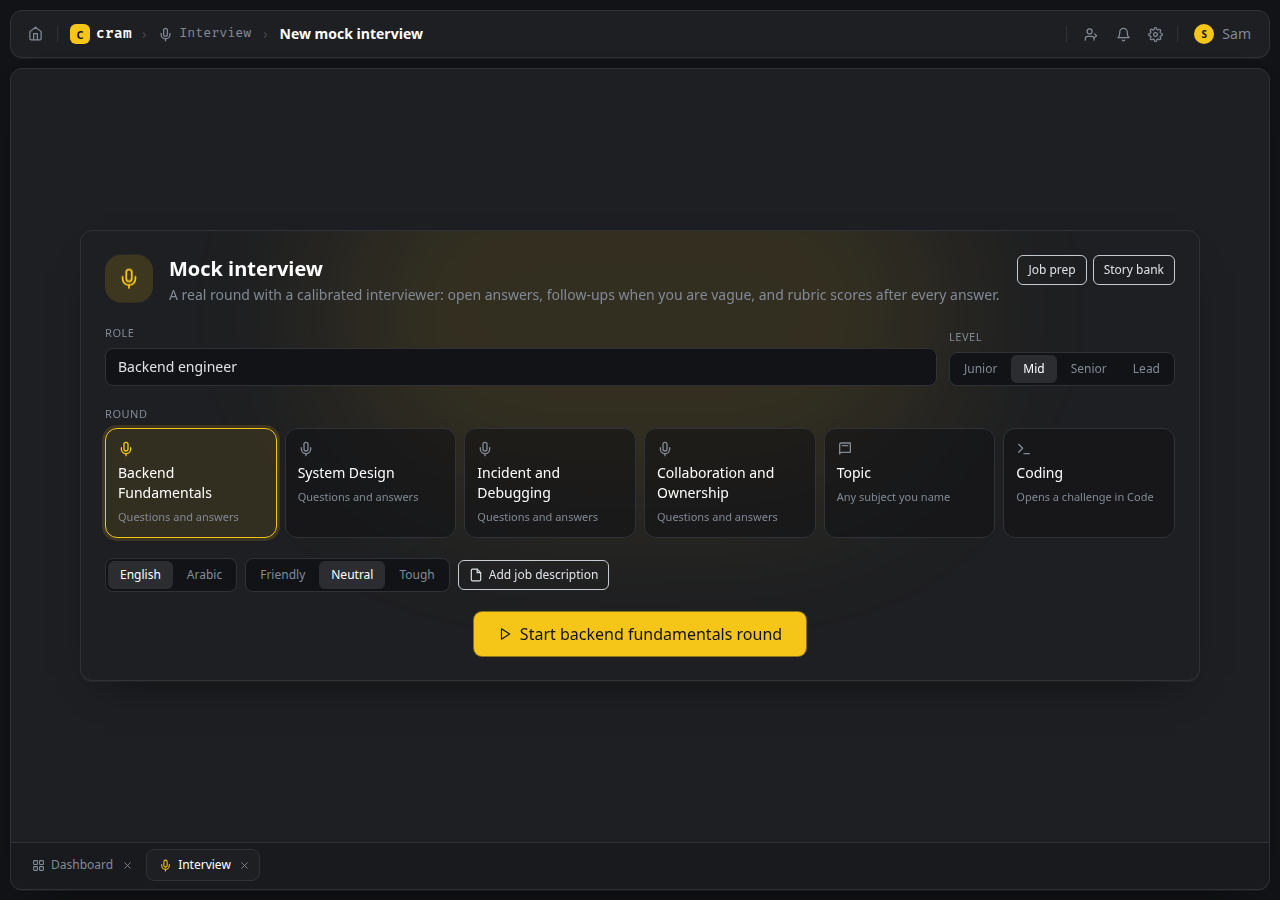 c cram › Interview › New mock interview
S Sam
Mock interview
A real round with a calibrated interviewer: open answers, follow-ups when you are vague, and rubric scores after every answer.
Job prep
Story bank
ROLE
Backend engineer
LEVEL
Junior Mid Senior Lead
ROUND
Backend
Fundamentals
Questions and answers
System Design
Questions and answers
Incident and
Debugging
Questions and answers
Collaboration and
Ownership
Questions and answers
Topic
Any subject you name
Coding
Opens a challenge in Code
English Arabic
Friendly Neutral Tough
Add job description
Start backend fundamentals round
Dashboard
Interview